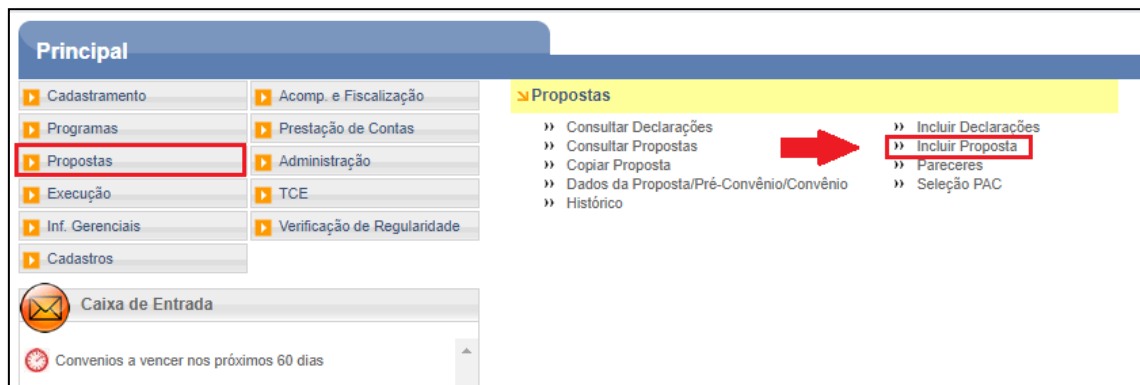 Principal
Cadastramento
Acomp. e Fiscalização
Programas
Prestação de Contas
Propostas
Administração
Execução
TCE
Inf. Gerenciais
Verificação de Regularidade
Cadastros
Propostas
Consultar Declarações
Consultar Propostas
Copiar Proposta
Dados da Proposta/Pré-Convênio/Convênio
Histórico
Incluir Declarações
Incluir Proposta
Pareceres
Seleção PAC
Caixa de Entrada
Convenios a vencer nos próximos 60 dias